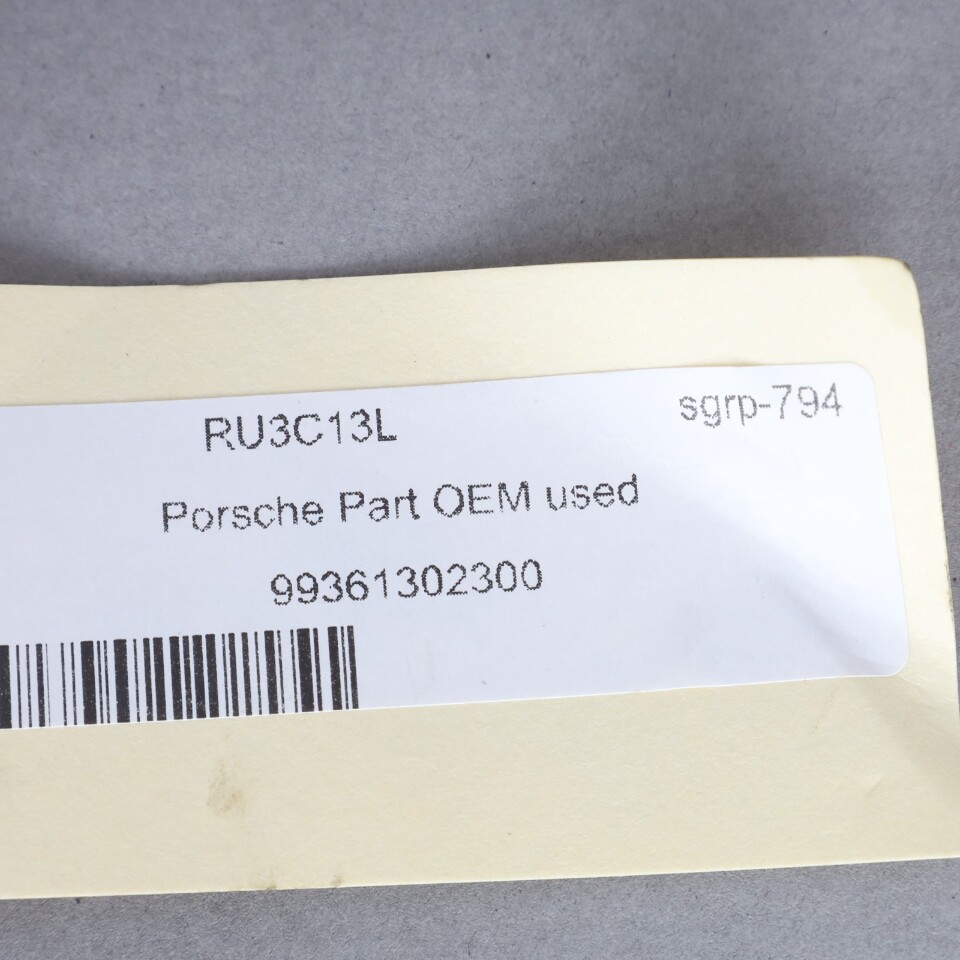 RU3C13L sgrp-794
Porsche Part OEM used
99361302300